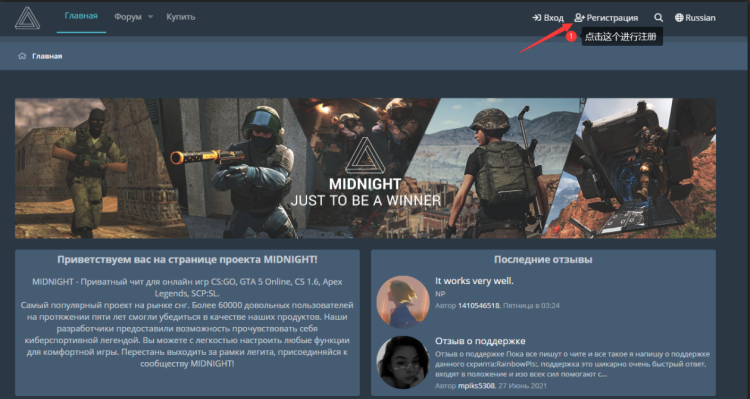 Главная
Форум
Купить
Вход
Регистрация
Russian
1
点击这个进行注册
Главная
MIDNIGHT
JUST TO BE A WINNER
Приветствуем вас на странице проекта MIDNIGHT!
MIDNIGHT - Приватный чит для онлайн игр CS:GO, GTA 5 Online, CS 1.6, Apex
Legends, SCP:SL.
Самый популярный проект на рынке снг. Более 60000 довольных пользователей
на протяжении пяти лет смогли убедиться в качестве наших продуктов. Наши
разработчики предоставили возможность прочувствовать себя
киберспортивной легендой. Вы можете с легкостью настроить любые функции
для комфортной игры. Перестань выходить за рамки легита, присоединяйся к
сообществу MIDNIGHT!
Последние отзывы
It works very well.
NP
Автор 1410546518, Пятница в 03:24
Отзыв о поддержке
Отзыв о поддержке Пока все пишут о чите и все такое я напишу о поддержке
данного скрипта:RainbowPls:, поддержка это шикарно очень быстрый ответ,
входят в положение и изо всех сил помогают с...
Автор mpiks5308, 27 Июнь 2021